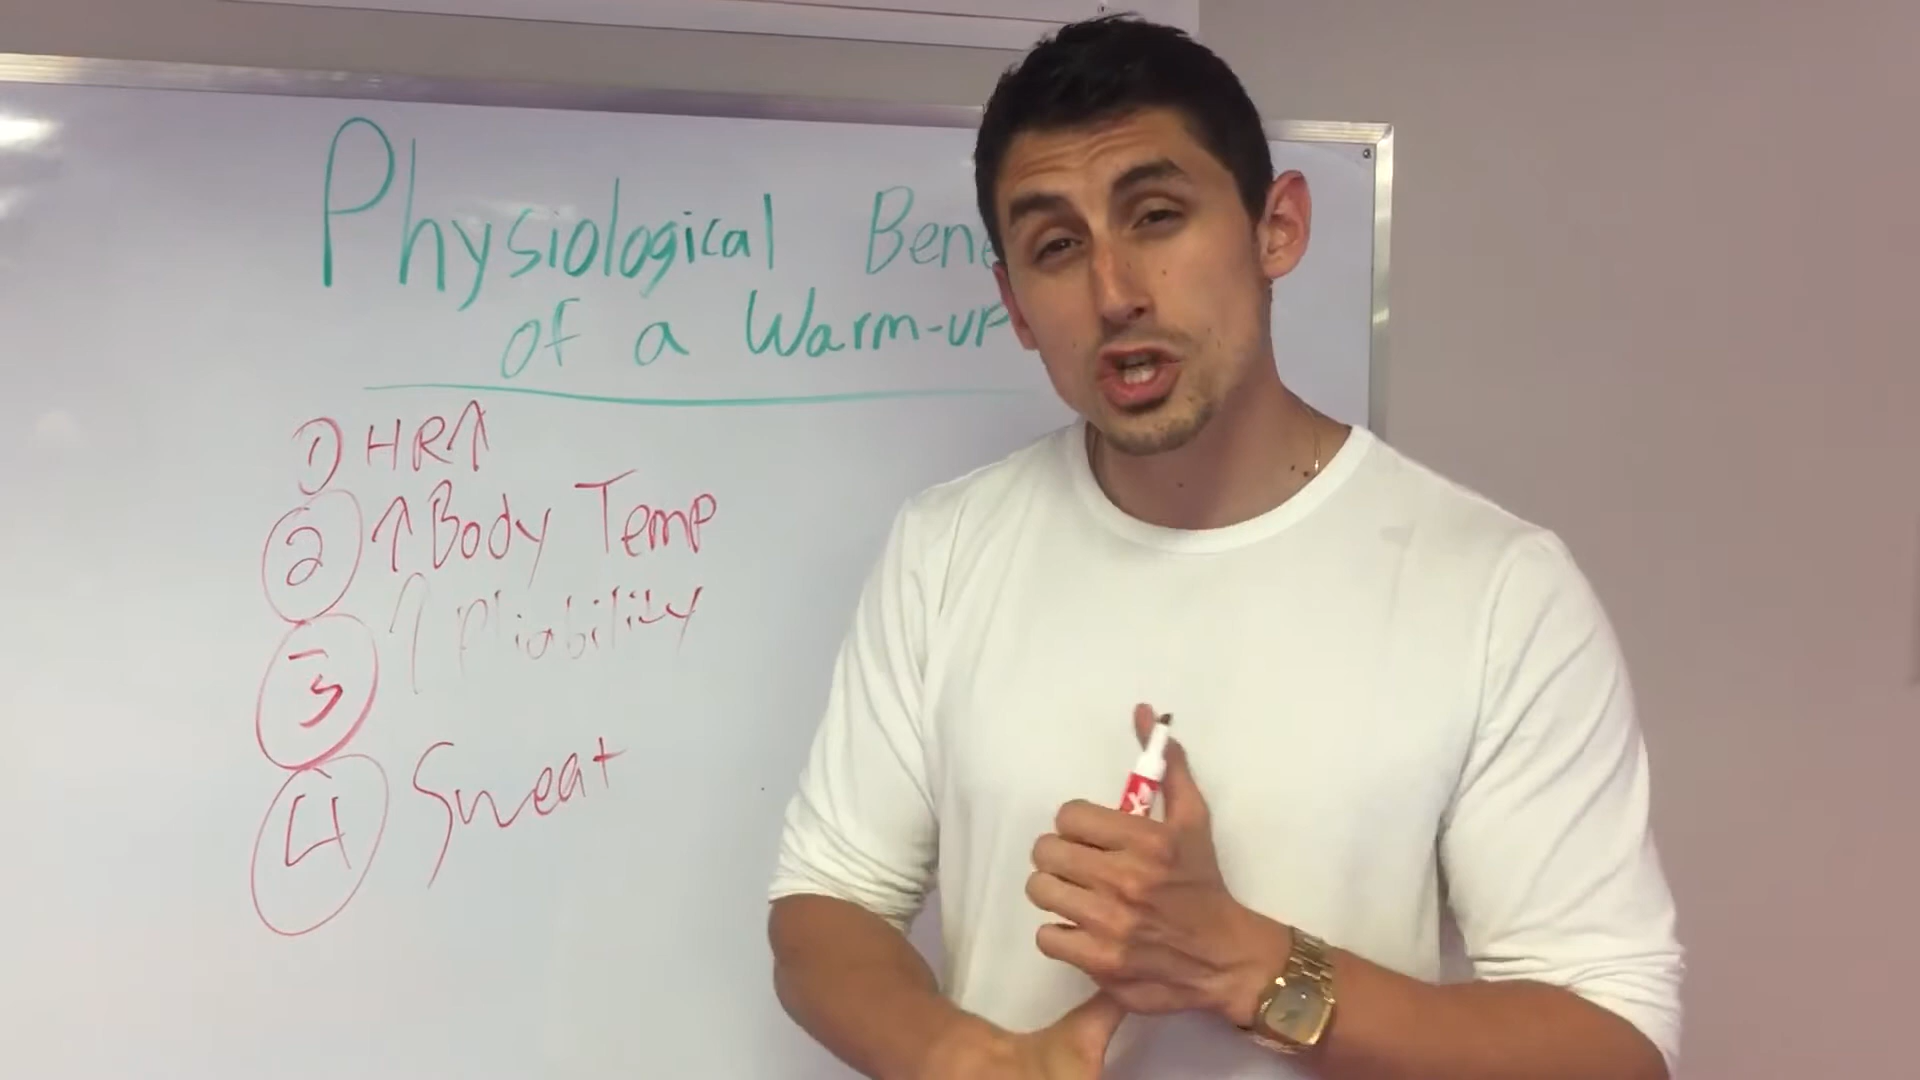 Physiological Bene
of a Warm-up
1) HR↑
2 ↑ Body Temp
3 ↑ Pliability
4 Sweat